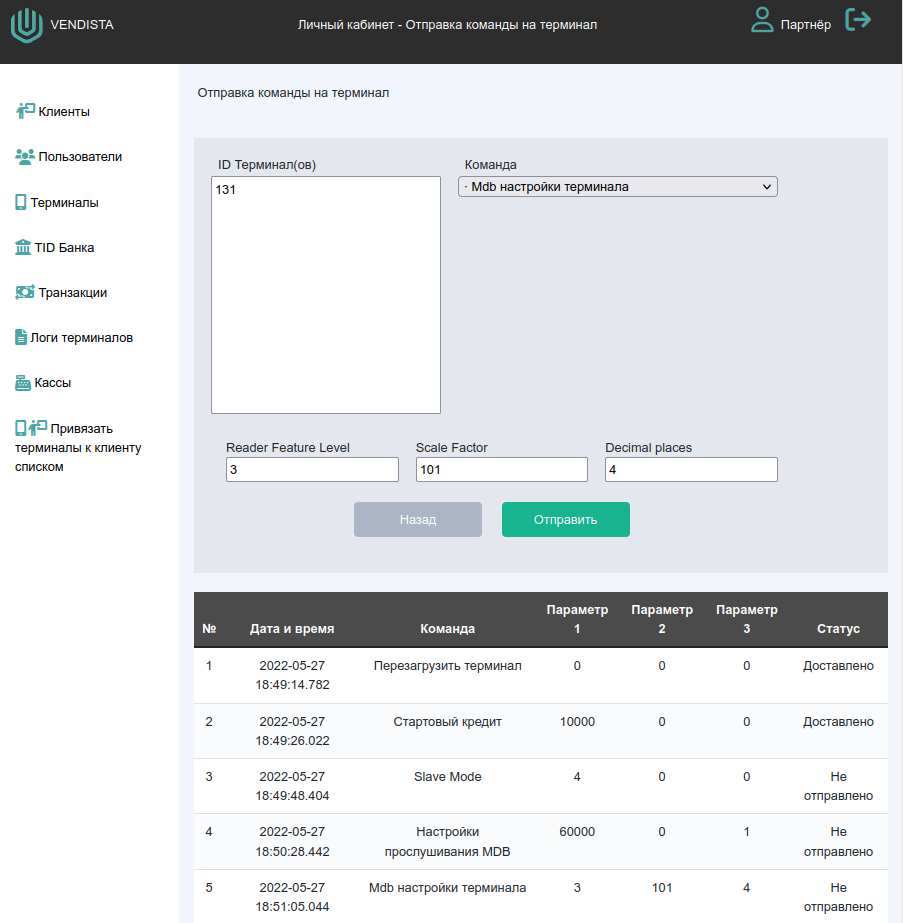 VENDISTA
Личный кабинет - Отправка команды на терминал
Партнёр
Клиенты
Пользователи
Терминалы
TID Банка
Транзакции
Логи терминалов
Кассы
Привязать
терминалы к клиенту
списком
Отправка команды на терминал
ID Терминал(ов)
131
Команда
· Mdb настройки терминала
Reader Feature Level
3
Scale Factor
101
Decimal places
4
Назад
Отправить
№ Дата и время Команда Параметр 1 Параметр 2 Параметр 3 Статус
1 2022-05-27 18:49:14.782 Перезагрузить терминал 0 0 0 Доставлено
2 2022-05-27 18:49:26.022 Стартовый кредит 10000 0 0 Доставлено
3 2022-05-27 18:49:48.404 Slave Mode 4 0 0 Не отправлено
4 2022-05-27 18:50:28.442 Настройки прослушивания MDB 60000 0 1 Не отправлено
5 2022-05-27 18:51:05.044 Mdb настройки терминала 3 101 4 Не отправлено